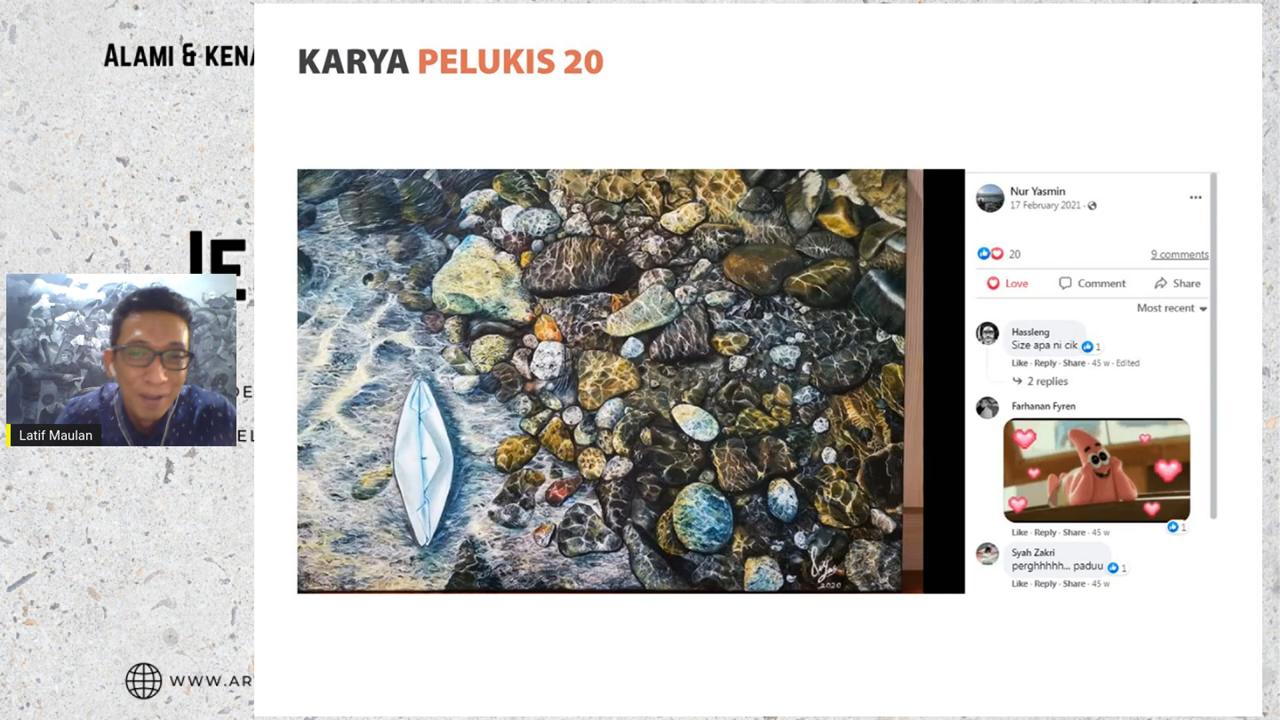 ALAMI & KENA
KARYA PELUKIS 20
Latif Maulan
WWW.AR
Nur Yasmin
17 February 2021
20
9 comments
Love Comment Share
Most recent
Hassleng
Size apa ni cik 1
Like · Reply · Share · 45 w · Edited
2 replies
Farhanan Fyren
1
Like · Reply · Share · 45 w
Syah Zakri
perghhhhh... paduu 1
Like · Reply · Share · 45 w
2020